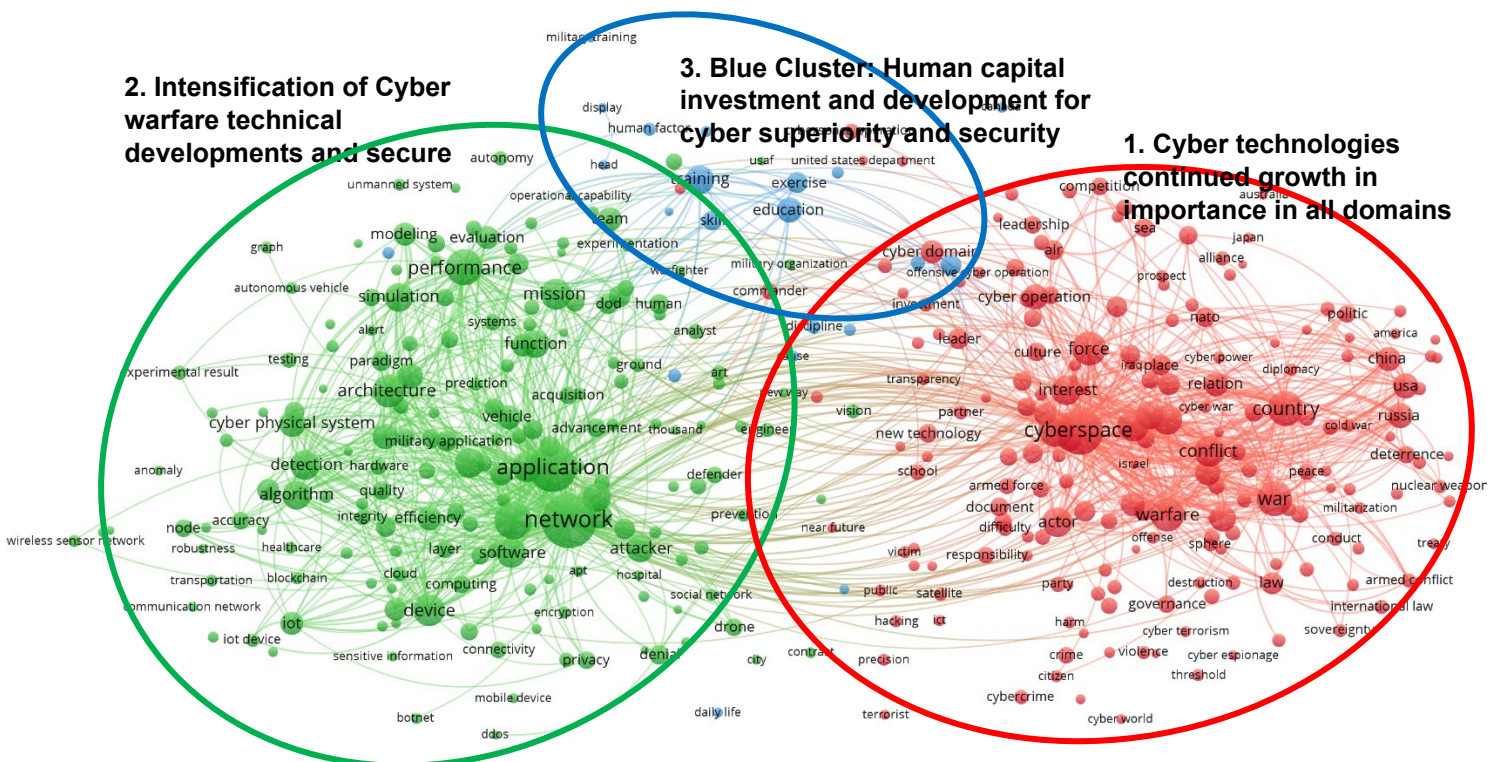 military training
2. Intensification of Cyber
warfare technical
developments and secure
3. Blue Cluster: Human capital
investment and development for
cyber superiority and security
1. Cyber technologies
continued growth in
importance in all domains
display
canada
human factor
cyberspace operation
autonomy
head
usaf
united states department
unmanned system
training
exercise
competition
operational capability
australia
team
skill
education
leadership
sea
modeling
evaluation
experimentation
japan
graph
cyber domain
air
alliance
performance
warfighter
military organization
offensive cyber operation
prospect
autonomous vehicle
simulation
mission
dod
human
commander
investment
cyber operation
alert
systems
analyst
discipline
nato
politic
america
testing
paradigm
function
leader
culture
force
cause
ground
iraq
place
cyber power
china
experimental result
art
diplomacy
architecture
prediction
acquisition
new way
transparency
interest
relation
usa
cyber physical system
vehicle
advancement
thousand
engineer
vision
partner
cyber war
country
russia
military application
new technology
cyberspace
cold war
anomaly
detection
hardware
application
defender
school
israel
conflict
peace
deterrence
algorithm
quality
armed force
nuclear weapon
node
accuracy
integrity
efficiency
network
prevention
near future
document
difficulty
actor
warfare
war
militarization
wireless sensor network
robustness
healthcare
layer
software
attacker
victim
responsibility
offense
sphere
conduct
treaty
transportation
blockchain
cloud
computing
apt
hospital
social network
public
satellite
party
destruction
law
armed conflict
communication network
device
encryption
governance
international law
iot
drone
hacking
ict
harm
cyber terrorism
sovereignty
iot device
sensitive information
connectivity
privacy
denial
city
contrast
precision
crime
violence
cyber espionage
citizen
threshold
mobile device
cybercrime
botnet
daily life
terrorist
cyber world
ddos